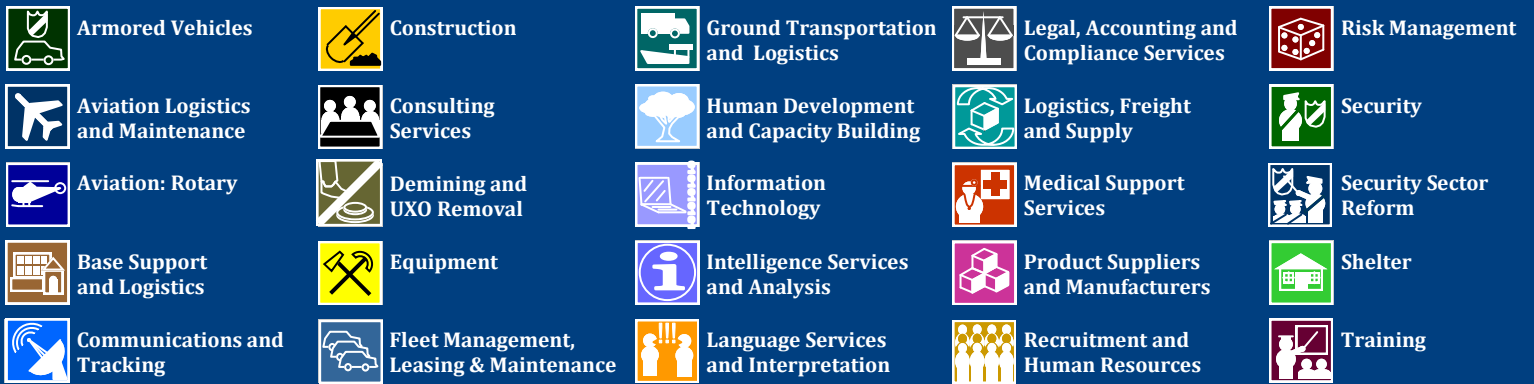 Armored Vehicles
Aviation Logistics
and Maintenance
Aviation: Rotary
Base Support
and Logistics
Communications and
Tracking
Construction
Consulting
Services
Demining and
UXO Removal
Equipment
Fleet Management,
Leasing & Maintenance
Ground Transportation
and Logistics
Human Development
and Capacity Building
Information
Technology
Intelligence Services
and Analysis
Language Services
and Interpretation
Legal, Accounting and
Compliance Services
Logistics, Freight
and Supply
Medical Support
Services
Product Suppliers
and Manufacturers
Recruitment and
Human Resources
Risk Management
Security
Security Sector
Reform
Shelter
Training